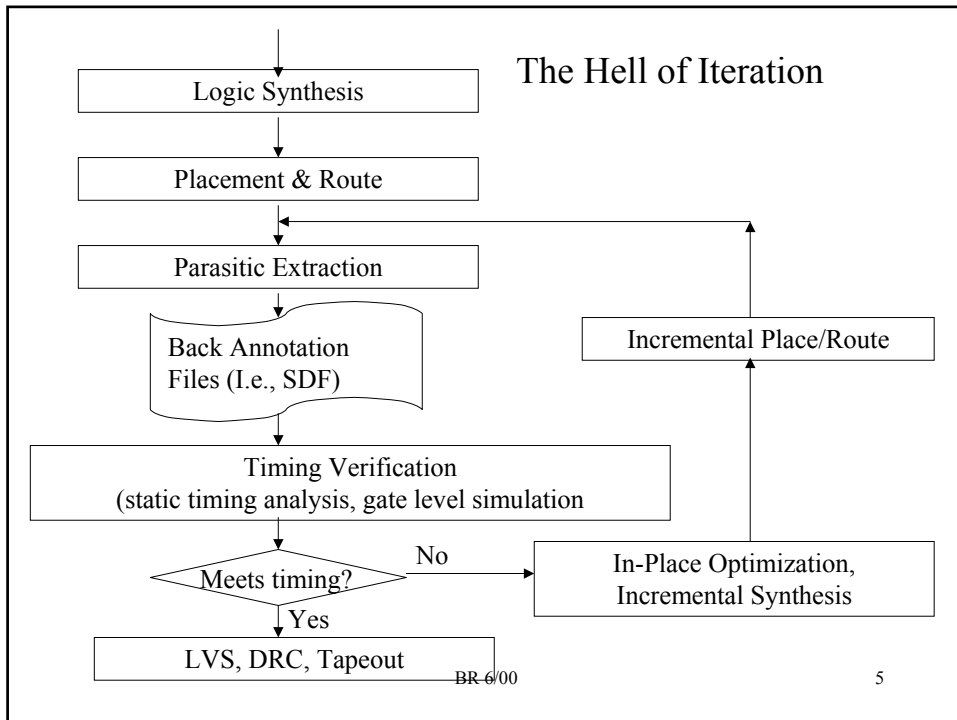 The Hell of Iteration
Logic Synthesis
Placement & Route
Parasitic Extraction
Back Annotation
Files (I.e., SDF)
Incremental Place/Route
Timing Verification
(static timing analysis, gate level simulation
Meets timing?
No
In-Place Optimization,
Incremental Synthesis
Yes
LVS, DRC, Tapeout
BR 6/00
5